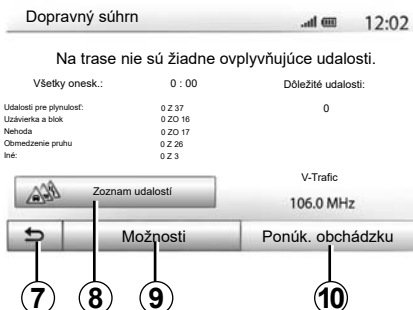 Dopravný súhrn 12:02
Na trase nie sú žiadne ovplyvňujúce udalosti.
Všetky onesk.: 0 : 00 Dôležité udalosti:
0
Udalosti pre plynulosť: 0 Z 37
Uzávierka a blok 0 ZO 16
Nehoda 0 ZO 17
Obmedzenie pruhu 0 Z 26
Iné: 0 Z 3
V-Trafic
Zoznam udalostí
106.0 MHz
Možnosti Ponúk. obchádzku
7 8 9 10